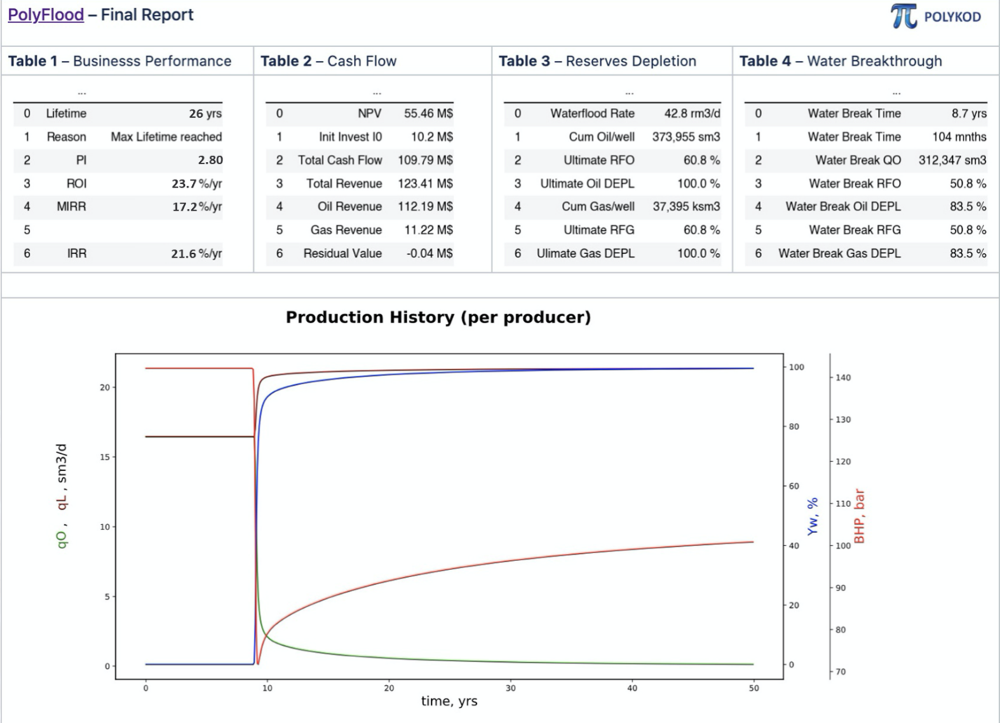 PolyFlood – Final Report
POLYKOD
Table 1 – Businesss Performance
...
0 Lifetime 26 yrs
1 Reason Max Lifetime reached
2 PI 2.80
3 ROI 23.7 %/yr
4 MIRR 17.2 %/yr
5
6 IRR 21.6 %/yr
Table 2 – Cash Flow
...
0 NPV 55.46 M$
1 Init Invest I0 10.2 M$
2 Total Cash Flow 109.79 M$
3 Total Revenue 123.41 M$
4 Oil Revenue 112.19 M$
5 Gas Revenue 11.22 M$
6 Residual Value -0.04 M$
Table 3 – Reserves Depletion
...
0 Waterflood Rate 42.8 rm3/d
1 Cum Oil/well 373,955 sm3
2 Ultimate RFO 60.8 %
3 Ultimate Oil DEPL 100.0 %
4 Cum Gas/well 37,395 ksm3
5 Ultimate RFG 60.8 %
6 Ulimate Gas DEPL 100.0 %
Table 4 – Water Breakthrough
...
0 Water Break Time 8.7 yrs
1 Water Break Time 104 mnths
2 Water Break QO 312,347 sm3
3 Water Break RFO 50.8 %
4 Water Break Oil DEPL 83.5 %
5 Water Break RFG 50.8 %
6 Water Break Gas DEPL 83.5 %
Production History (per producer)
qO , qL , sm3/d
20
15
10
5
0
0 10 20 30 40 50
time, yrs
100
80
60
40
20
0
Yw, %
140
130
120
110
100
90
80
70
BHP, bar